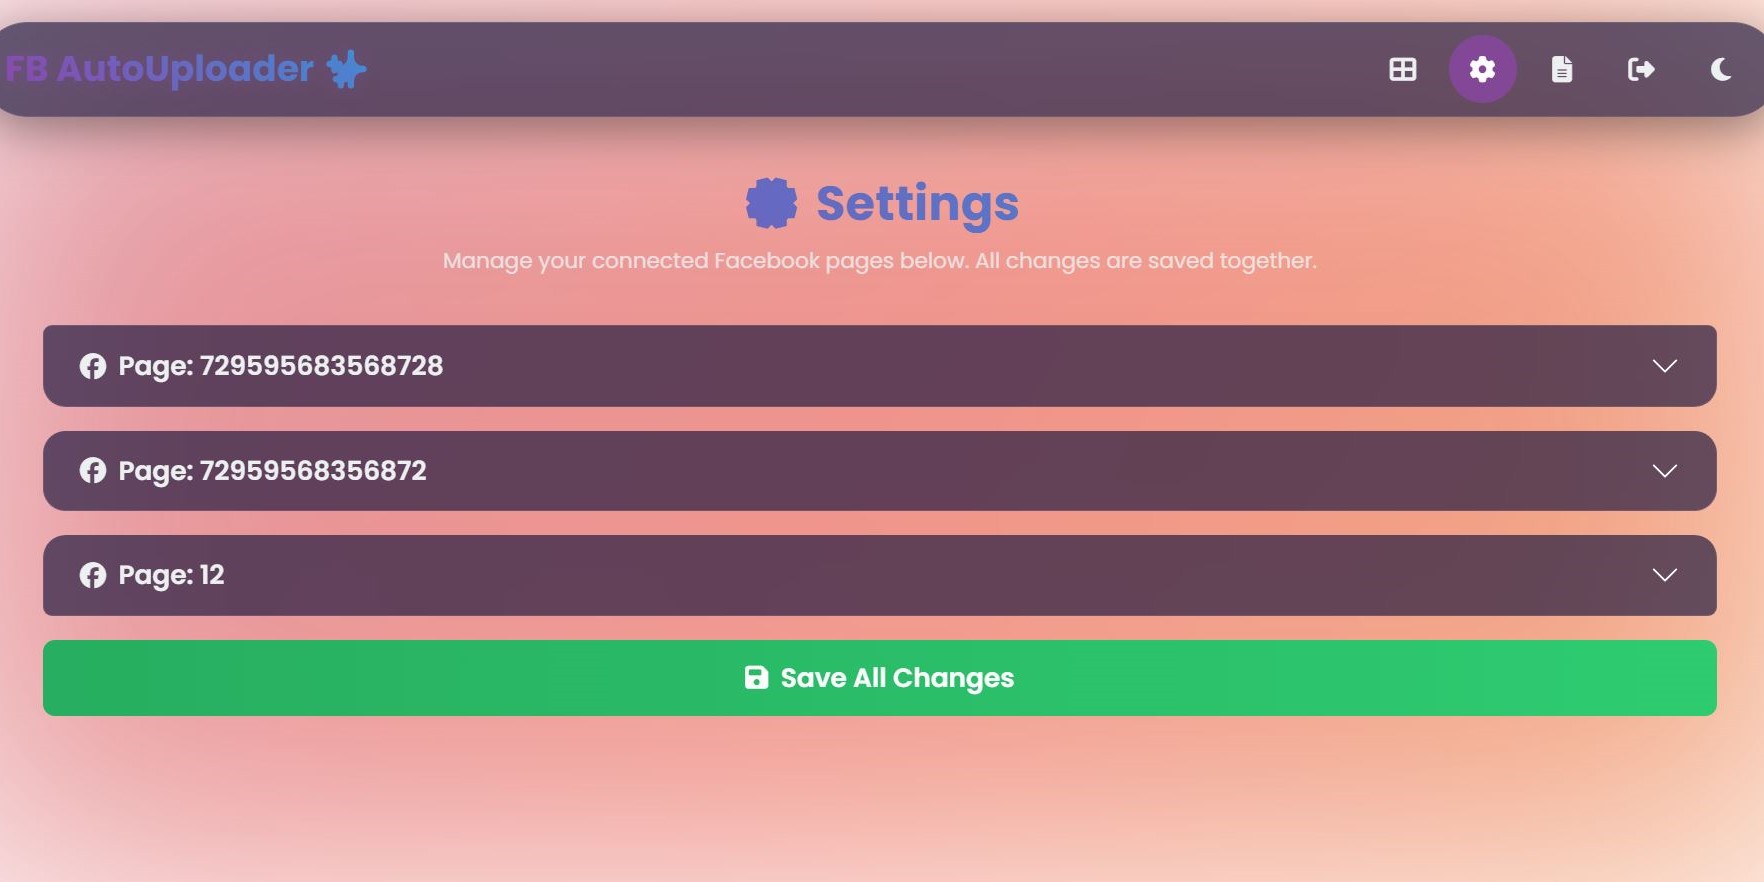 FB AutoUploader
Settings
Manage your connected Facebook pages below. All changes are saved together.
Page: 729595683568728
Page: 72959568356872
Page: 12
Save All Changes